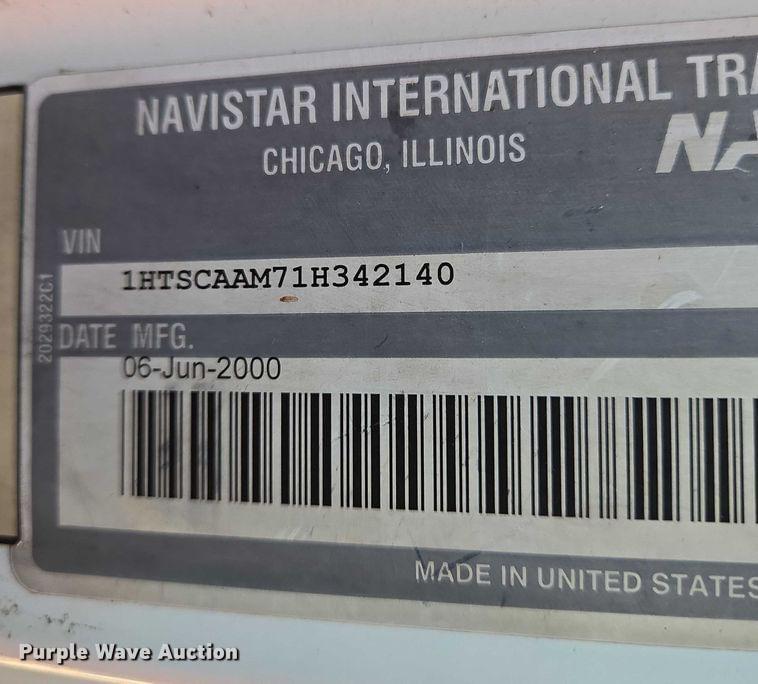 NAVISTAR INTERNATIONAL TRA
CHICAGO, ILLINOIS
NA
VIN
1HTSCAAM71H342140
2029322C1
DATE MFG.
06-Jun-2000
MADE IN UNITED STATES
Purple Wave Auction